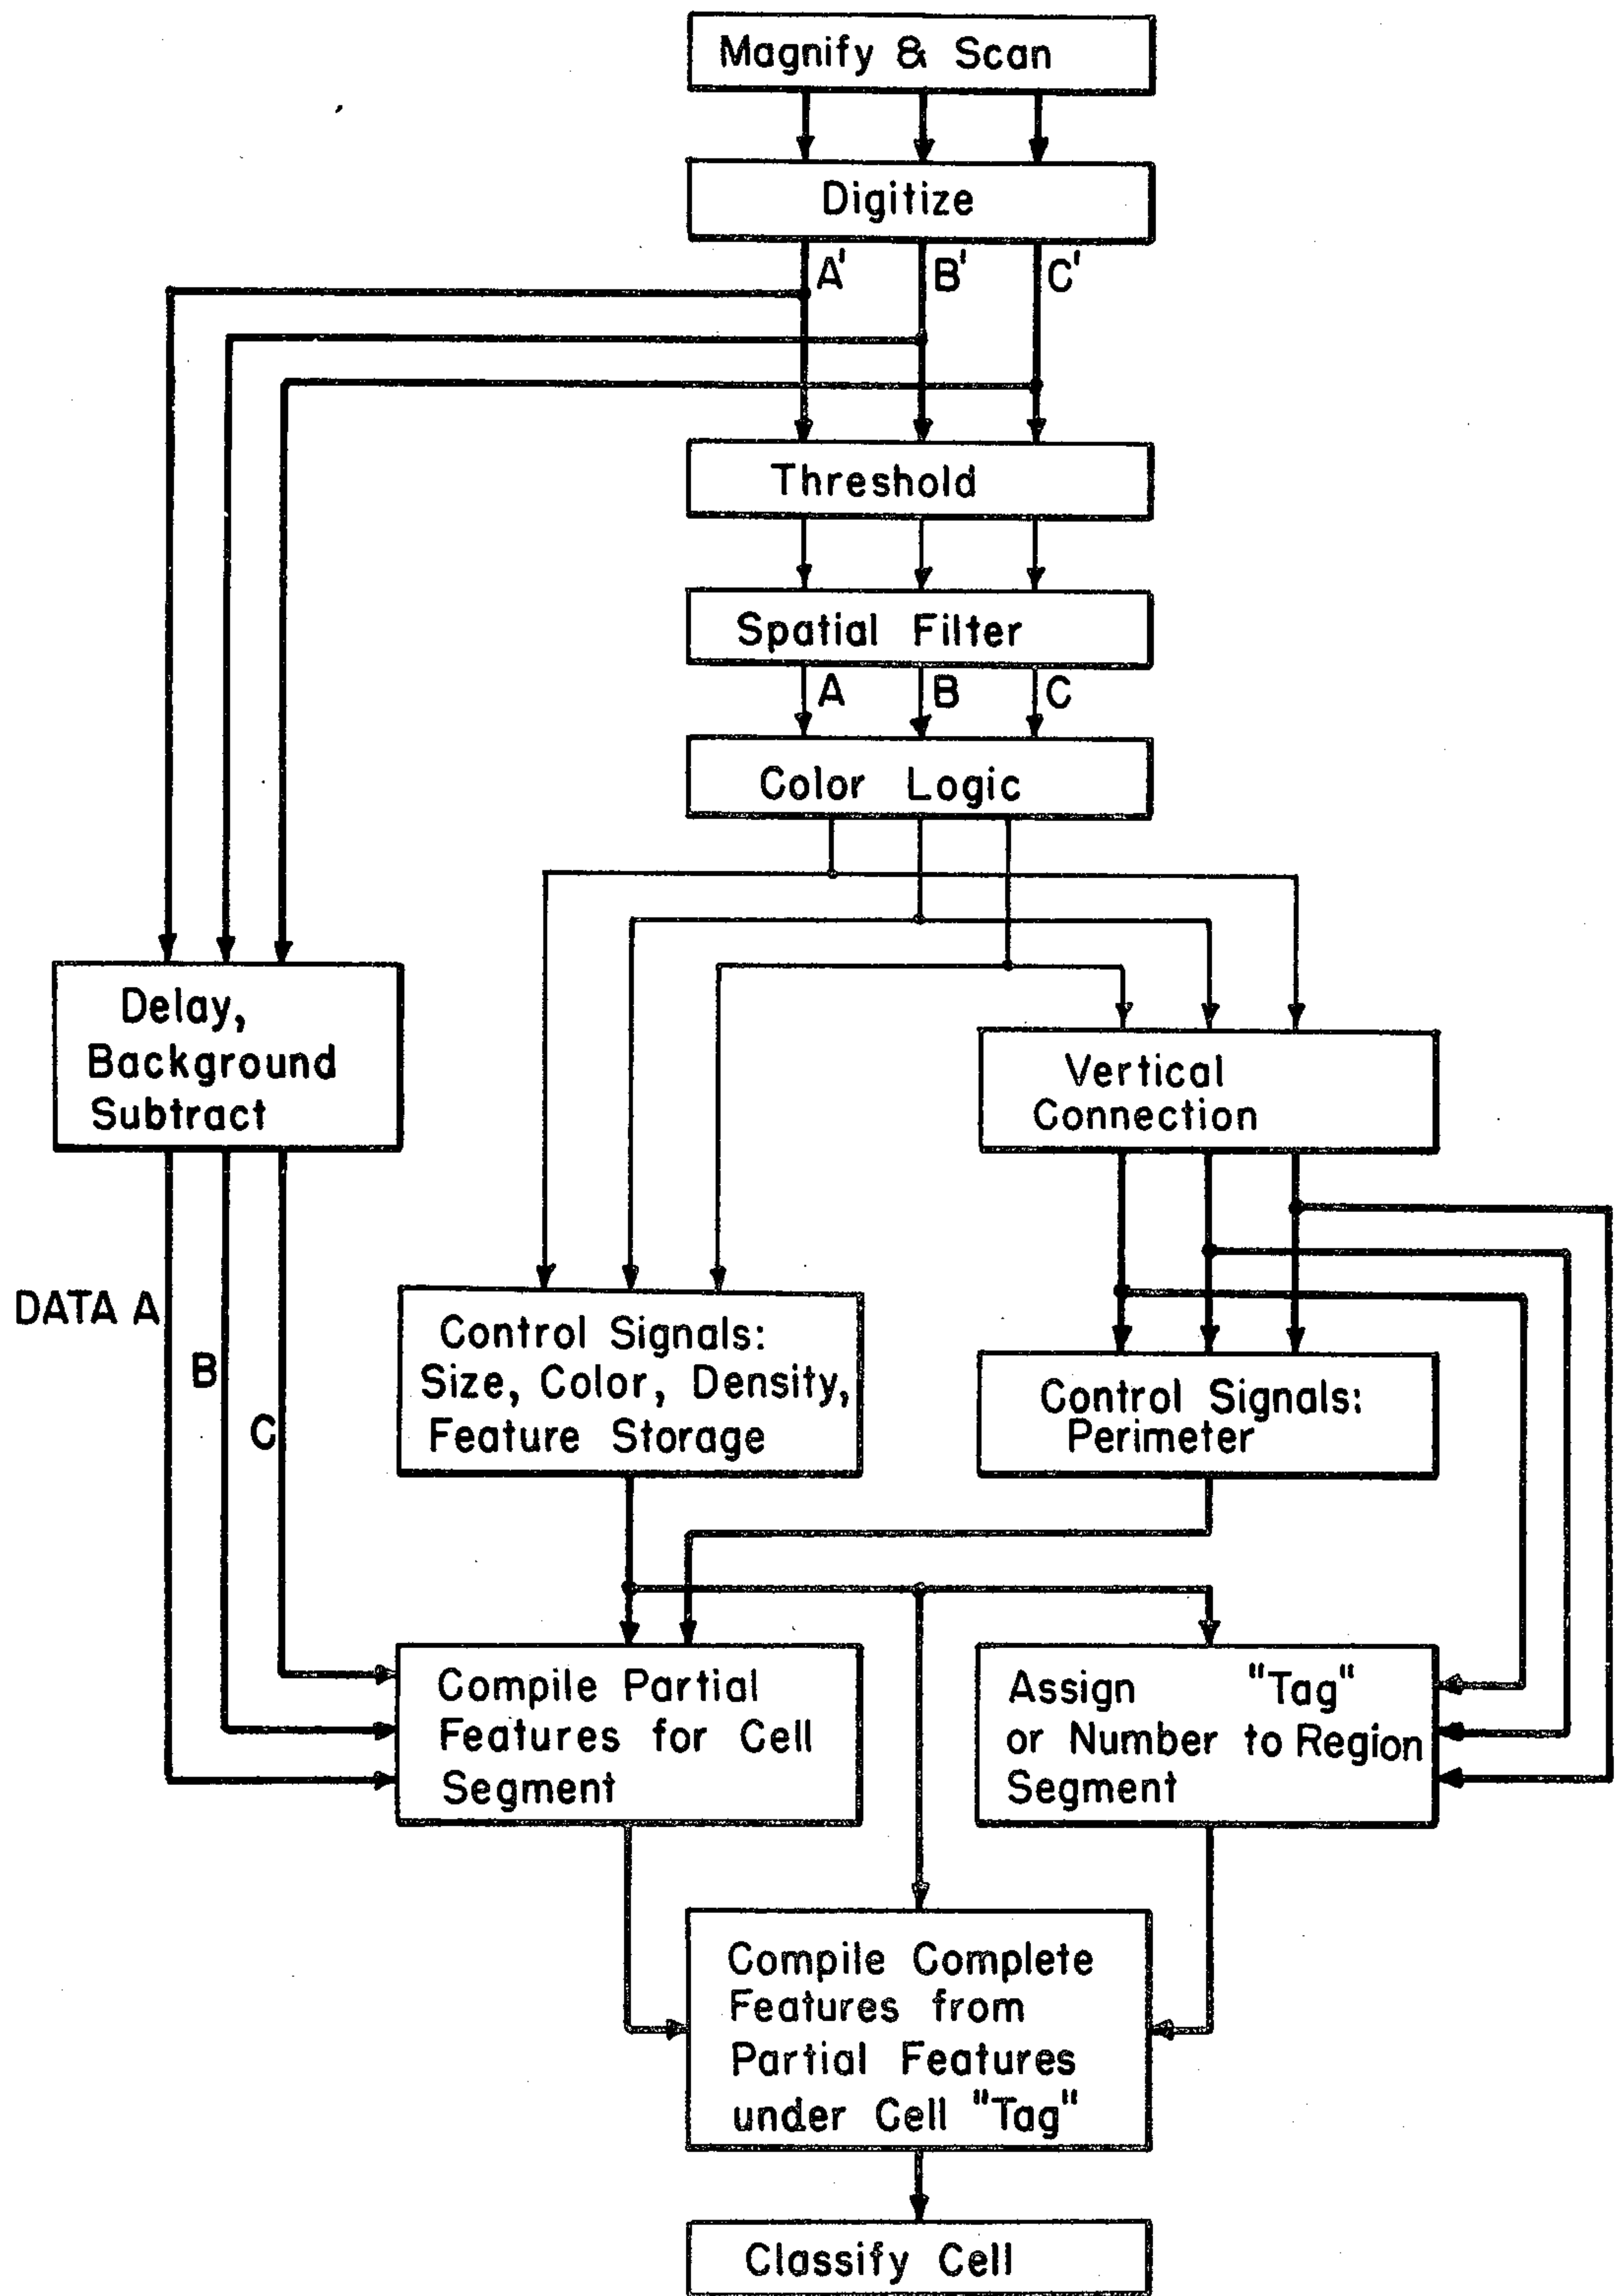 Magnify & Scan
Digitize
A' B' C'
Threshold
Spatial Filter
A B C
Color Logic
Delay,
Background
Subtract
Vertical
Connection
DATA A
B
C
Control Signals:
Size, Color, Density,
Feature Storage
Control Signals:
Perimeter
Compile Partial
Features for Cell
Segment
Assign "Tag"
or Number to Region
Segment
Compile Complete
Features from
Partial Features
under Cell "Tag"
Classify Cell